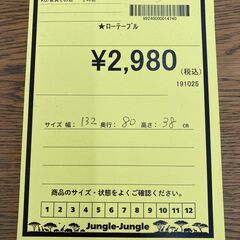 99240000014740
★ローテーブル
¥2,980
(税込)
191025
サイズ 幅: 132 奥行: 80 高さ: 38 cm
商品のサイズ・状態をよくご確認ください。
1 2 3 4 5 6 7 8 9 10 11 12
Jungle-Jungle